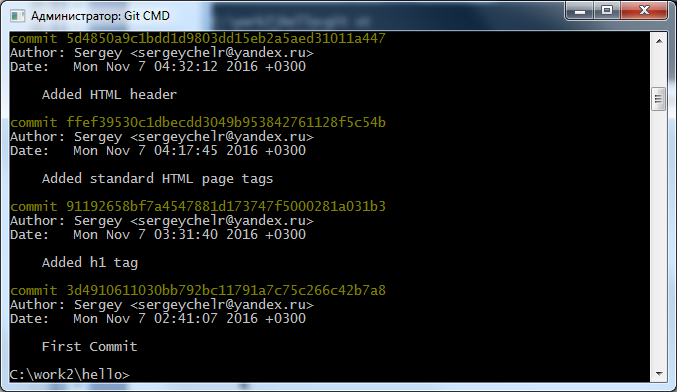 Администратор: Git CMD
commit 5d4850a9c1bdd1d9803dd15eb2a5aed31011a447
Author: Sergey <sergeychelr@yandex.ru>
Date:   Mon Nov 7 04:32:12 2016 +0300
    Added HTML header
commit ffef39530c1dbecdd3049b953842761128f5c54b
Author: Sergey <sergeychelr@yandex.ru>
Date:   Mon Nov 7 04:17:45 2016 +0300
    Added standard HTML page tags
commit 91192658bf7a4547881d173747f5000281a031b3
Author: Sergey <sergeychelr@yandex.ru>
Date:   Mon Nov 7 03:31:40 2016 +0300
    Added h1 tag
commit 3d4910611030bb792bc11791a7c75c266c42b7a8
Author: Sergey <sergeychelr@yandex.ru>
Date:   Mon Nov 7 02:41:07 2016 +0300
    First Commit
C:\work2\hello>